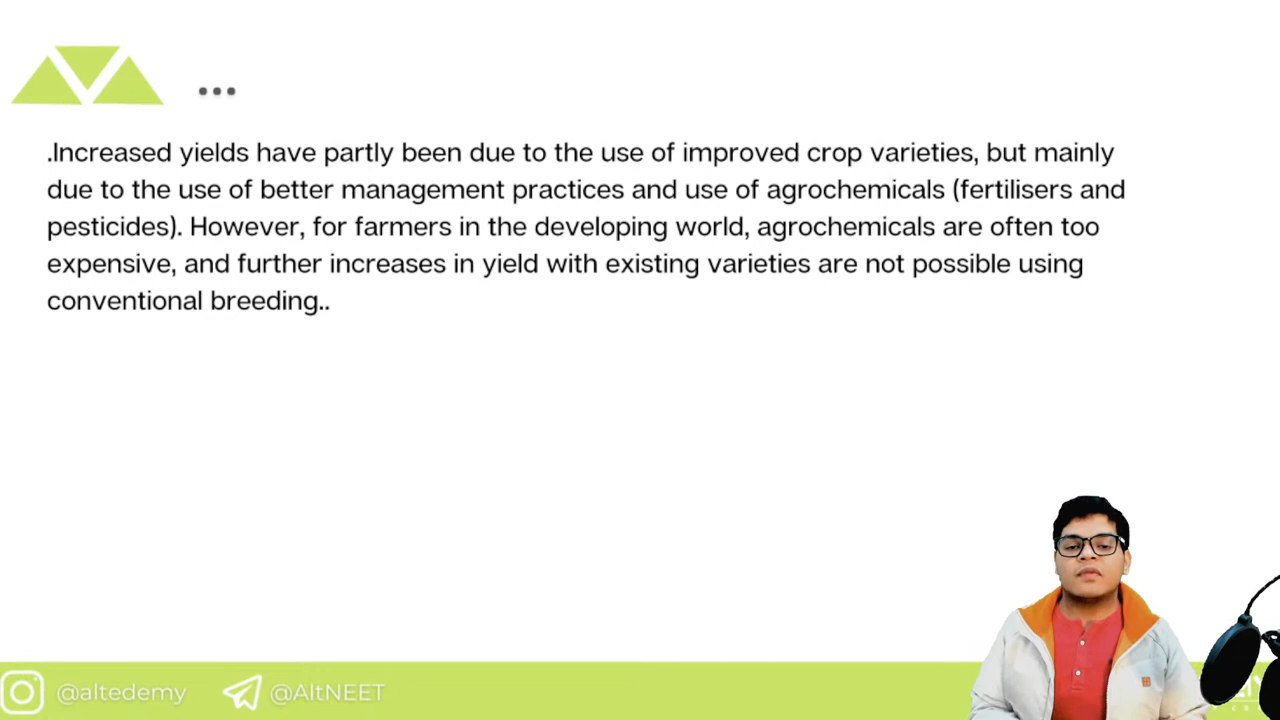 .Increased yields have partly been due to the use of improved crop varieties, but mainly
due to the use of better management practices and use of agrochemicals (fertilisers and
pesticides). However, for farmers in the developing world, agrochemicals are often too
expensive, and further increases in yield with existing varieties are not possible using
conventional breeding..
@altedemy @AltNEET